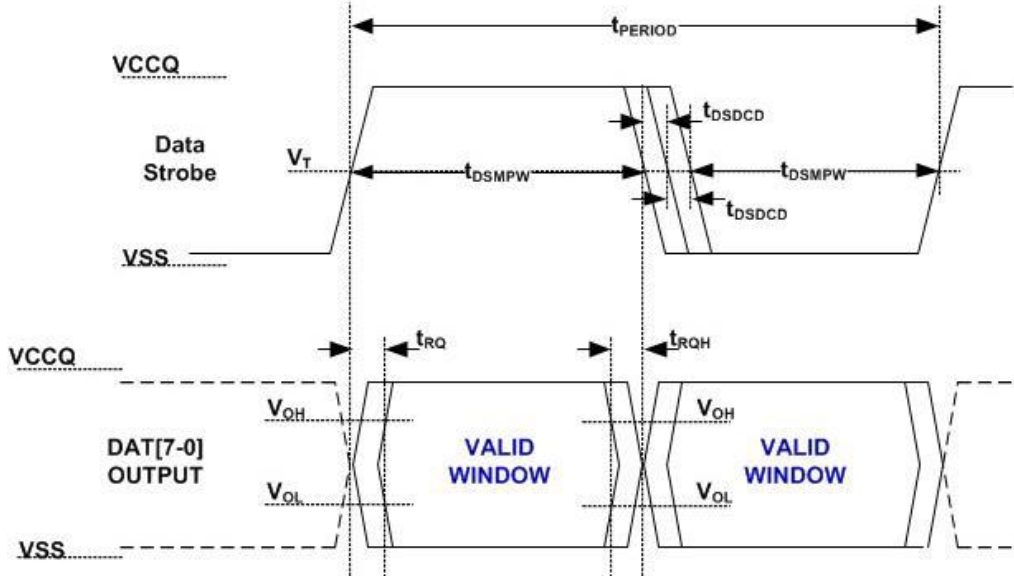 tPERIOD
VCCQ
tDSDCD
Data
Strobe
VT
tDSMPW
tDSMPW
tDSDCD
VSS
tRQ
tRQH
VCCQ
VOH
VOH
DAT[7-0]
OUTPUT
VALID
WINDOW
VALID
WINDOW
VOL
VOL
VSS